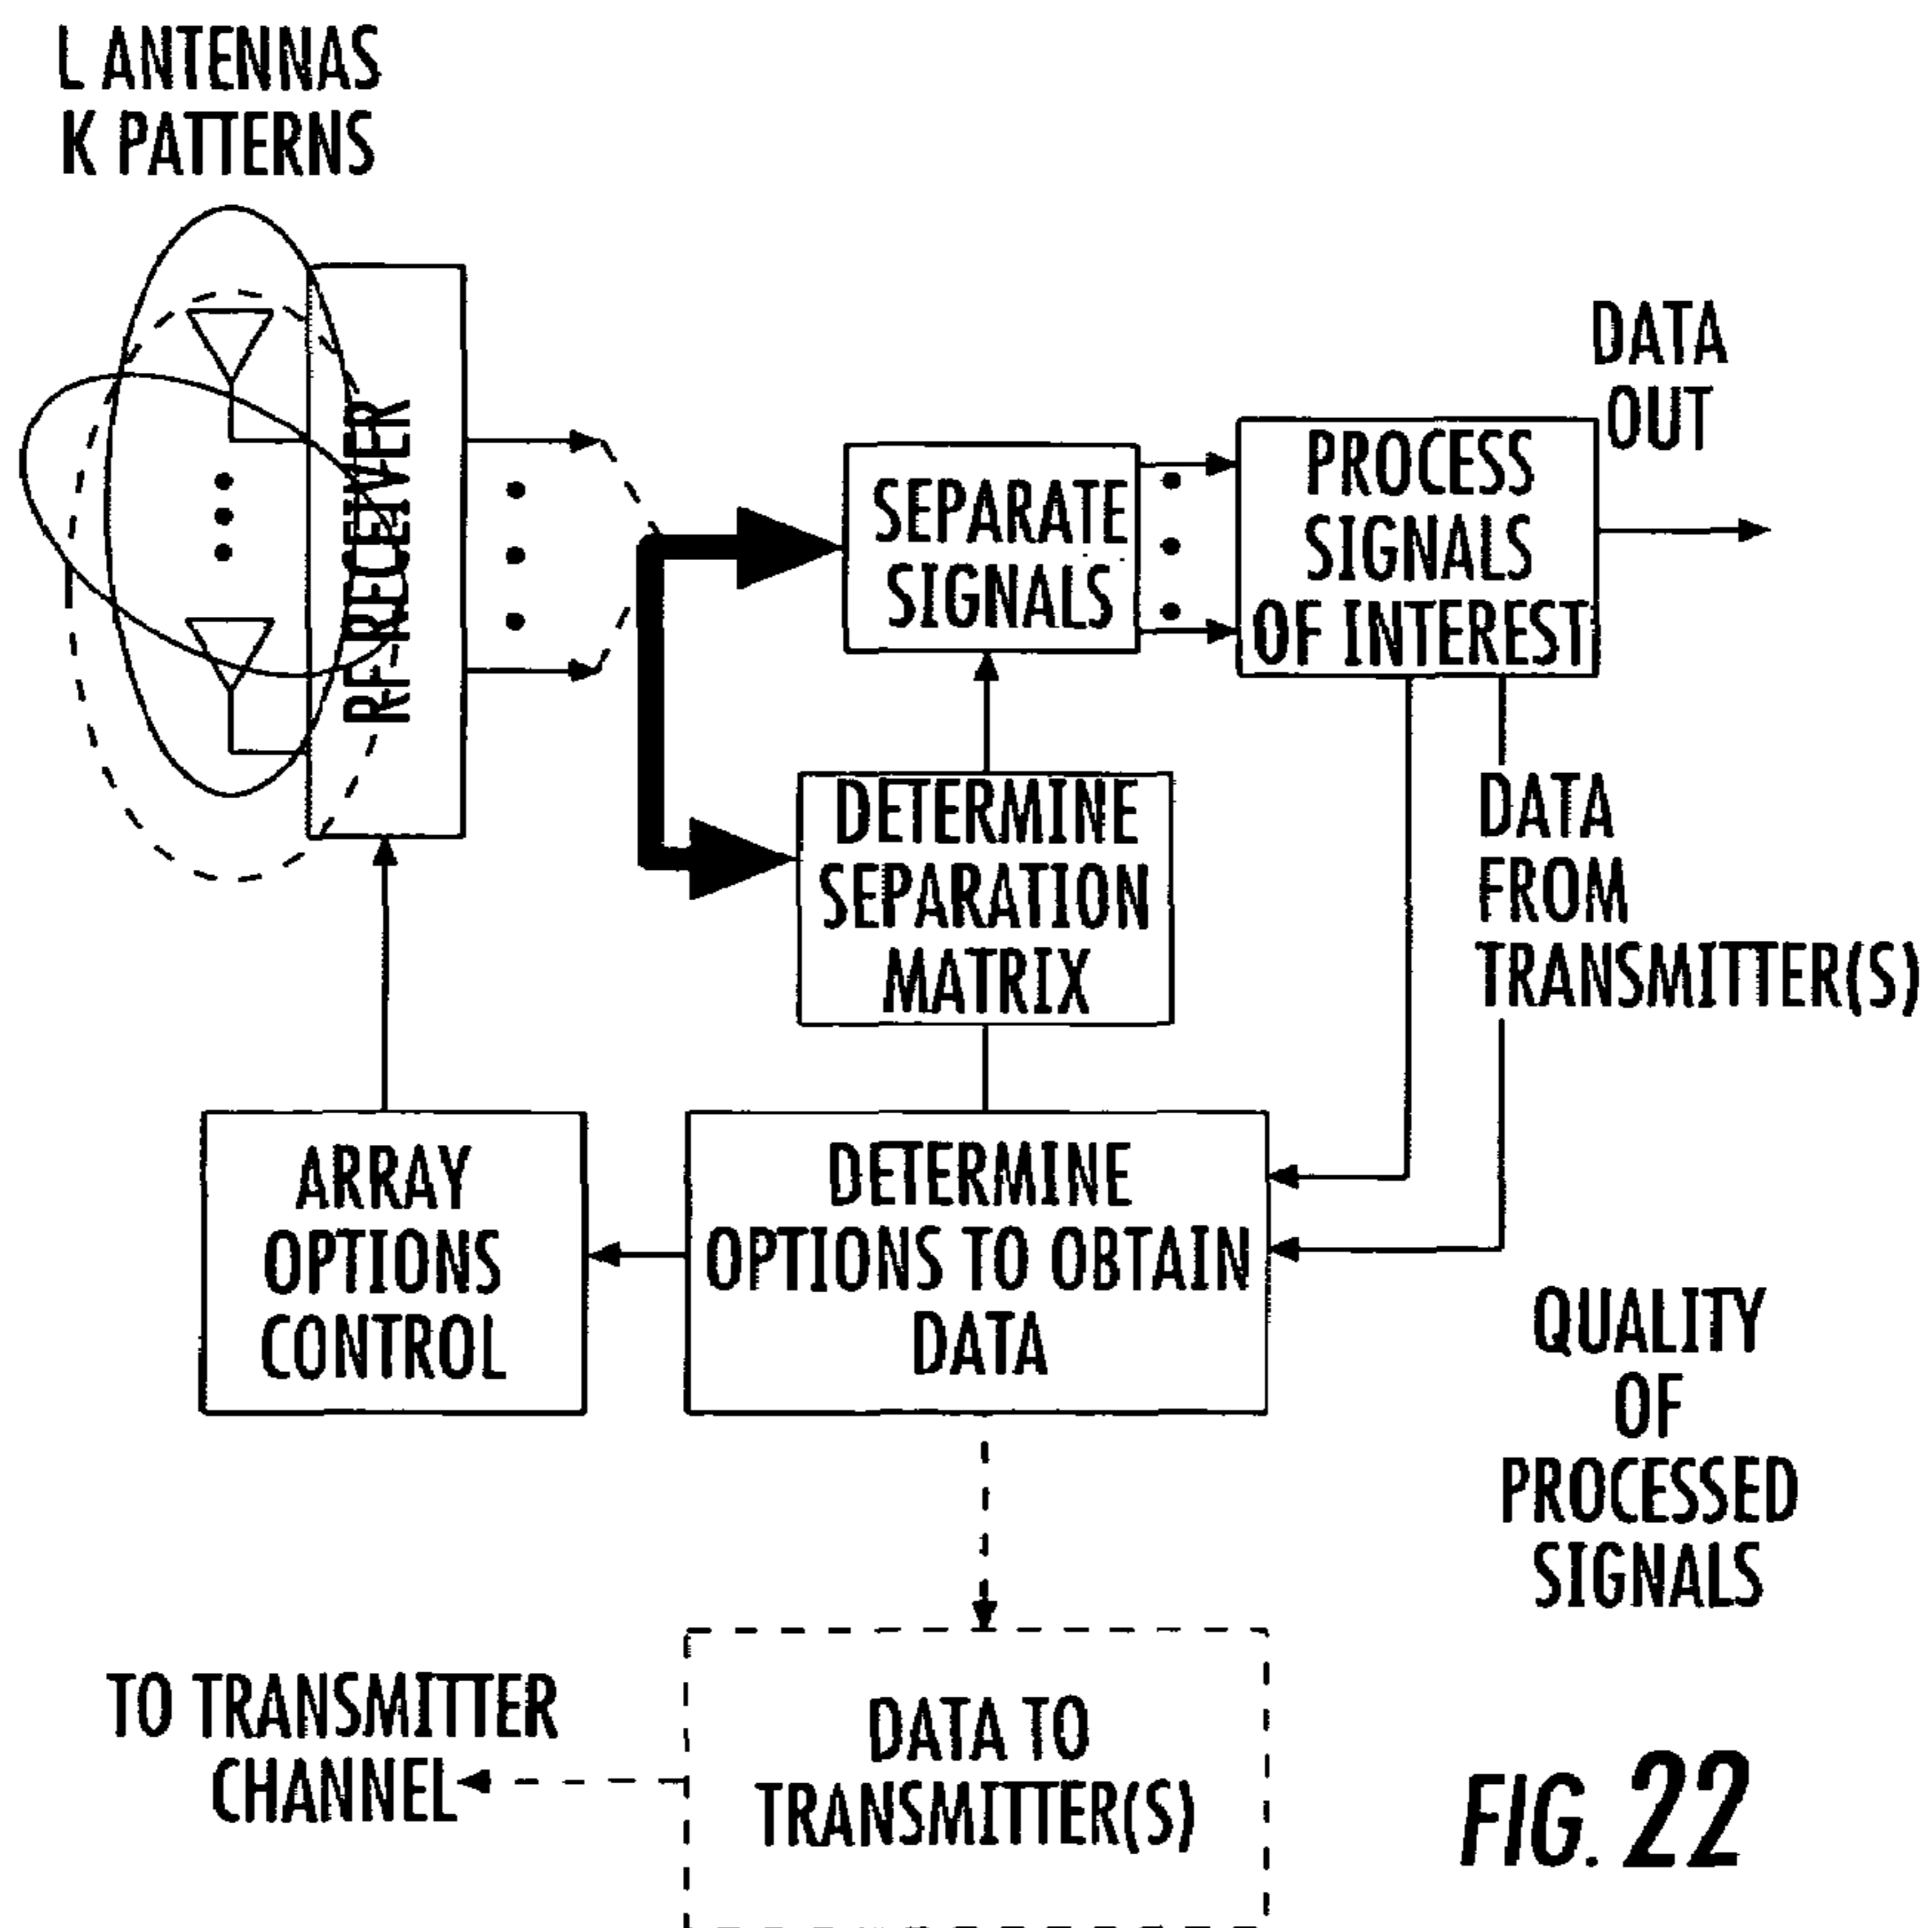 L ANTENNAS
K PATTERNS
RF RECEIVER
SEPARATE
SIGNALS
PROCESS
SIGNALS
OF INTEREST
DATA
OUT
DETERMINE
SEPARATION
MATRIX
DATA
FROM
TRANSMITTER(S)
ARRAY
OPTIONS
CONTROL
DETERMINE
OPTIONS TO OBTAIN
DATA
QUALITY
OF
PROCESSED
SIGNALS
TO TRANSMITTER
CHANNEL
DATA TO
TRANSMITTER(S)
FIG. 22